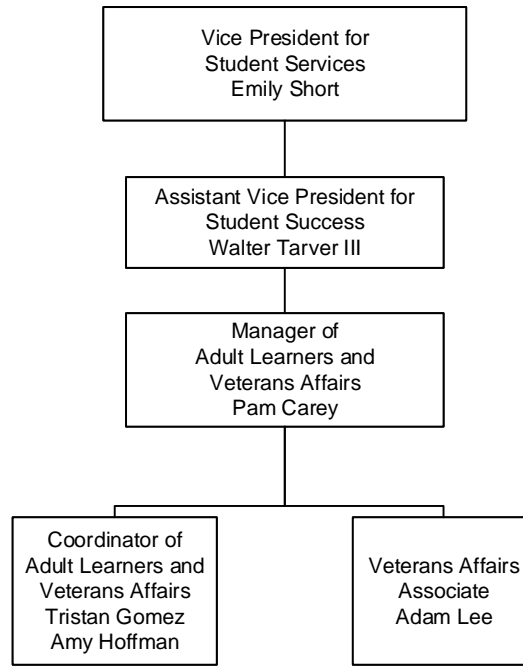 Vice President for
Student Services
Emily Short
Assistant Vice President for
Student Success
Walter Tarver III
Manager of
Adult Learners and
Veterans Affairs
Pam Carey
Coordinator of
Adult Learners and
Veterans Affairs
Tristan Gomez
Amy Hoffman
Veterans Affairs
Associate
Adam Lee